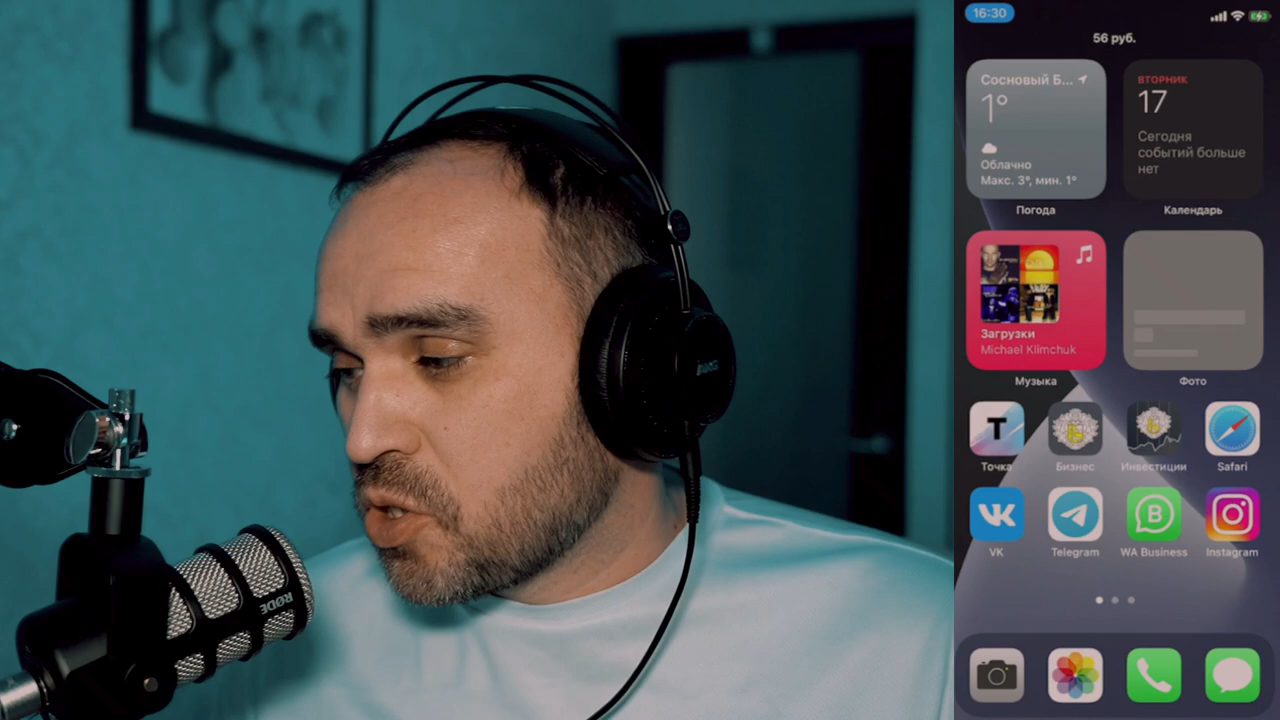 16:30
56 руб.
Сосновый Б...
1°
Облачно
Макс. 3°, мин. 1°
Погода
ВТОРНИК
17
Сегодня
событий больше
нет
Календарь
Загрузки
Michael Klimchuk
Музыка
Фото
Т
Точка
Бизнес
Инвестиции
Safari
VK
Telegram
B
WA Business
Instagram
RØDE